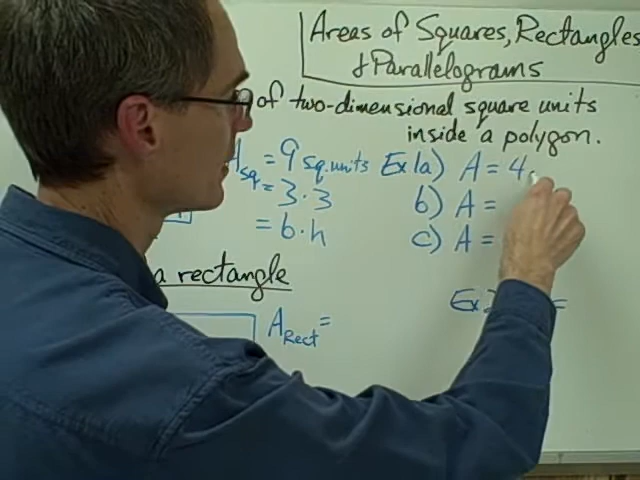 Areas of Squares, Rectangles
& Parallelograms
of two-dimensional square units
inside a polygon.
A sq = 9 sq. units
= 3 · 3
= b · h
Ex 1a) A = 4
b) A =
c) A =
a rectangle
A Rect =
Ex =